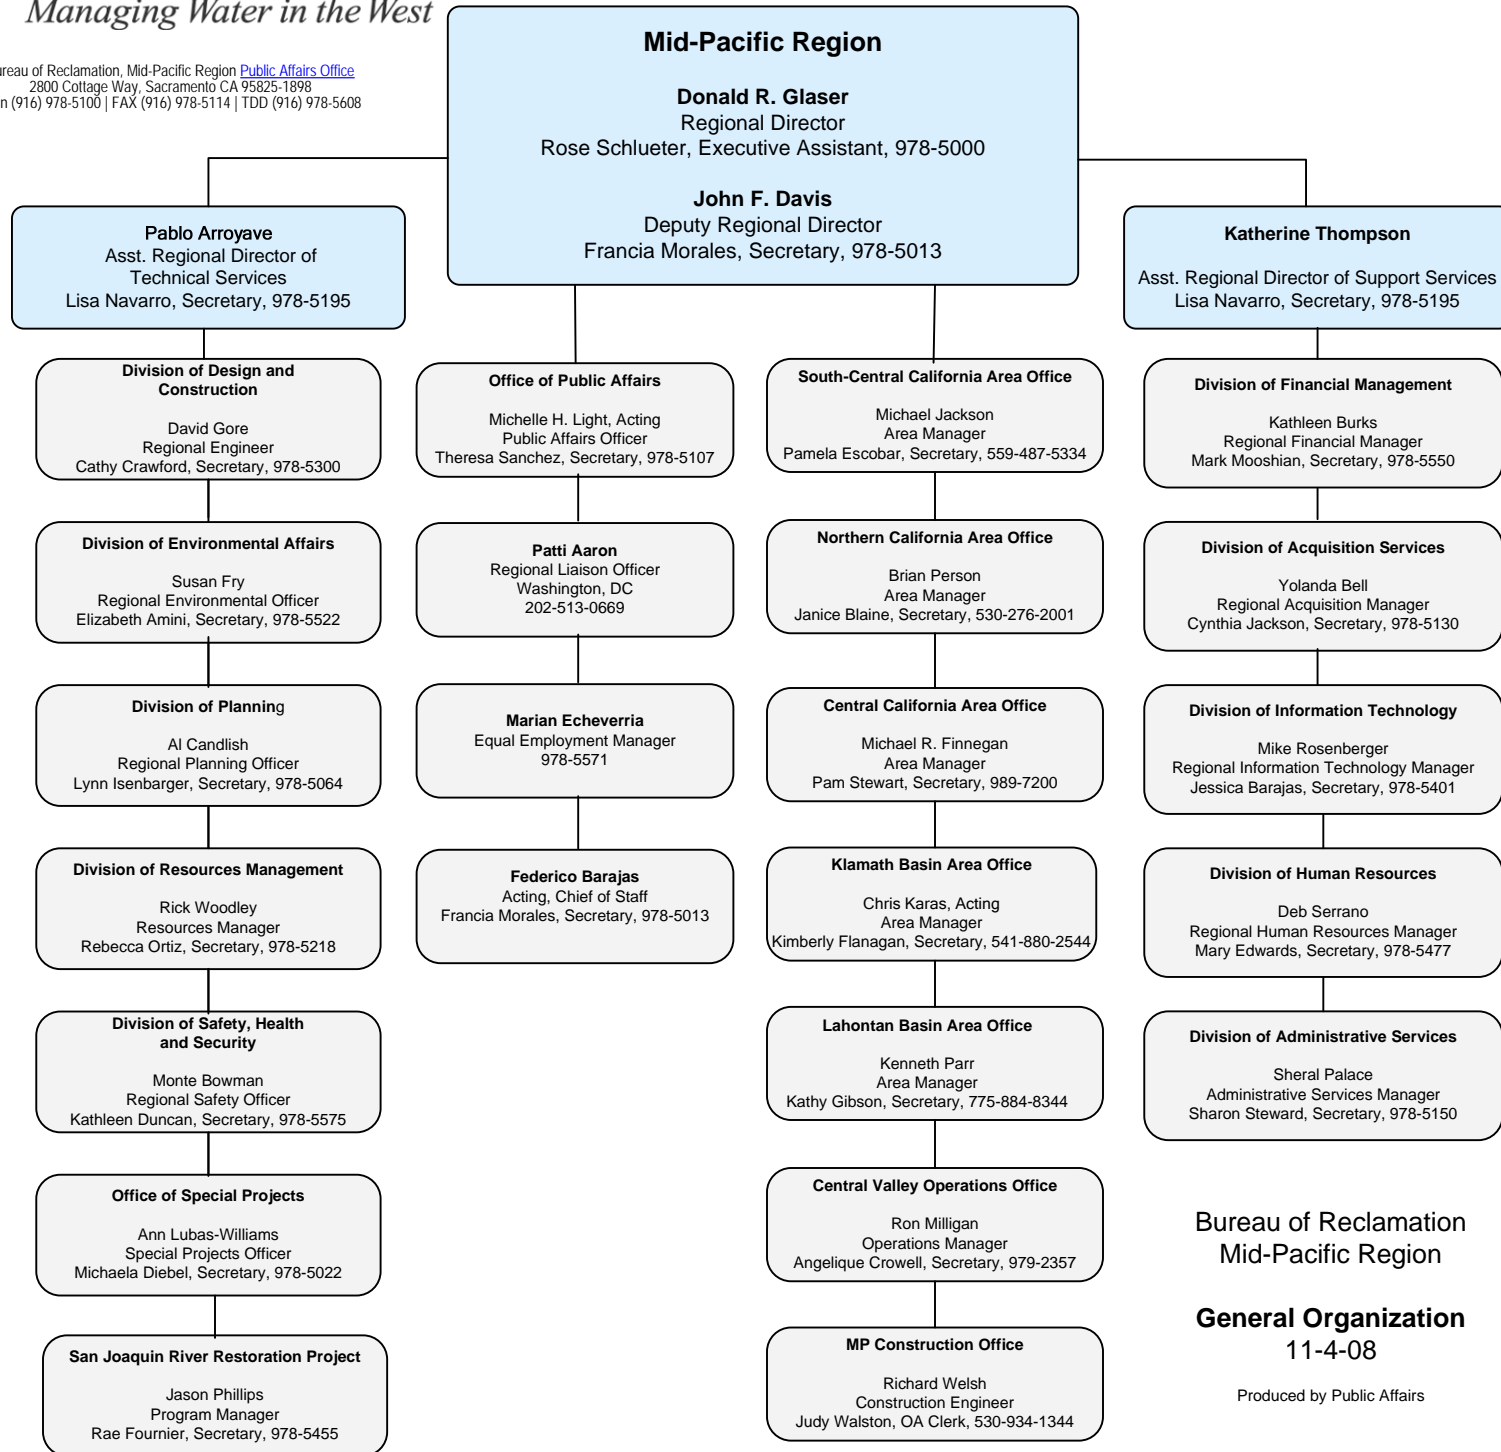 Managing Water in the West
Bureau of Reclamation, Mid-Pacific Region Public Affairs Office
2800 Cottage Way, Sacramento CA 95825-1898
(916) 978-5100 | FAX (916) 978-5114 | TDD (916) 978-5608
Mid-Pacific Region
Donald R. Glaser
Regional Director
Rose Schlueter, Executive Assistant, 978-5000
John F. Davis
Deputy Regional Director
Francia Morales, Secretary, 978-5013
Pablo Arroyave
Asst. Regional Director of
Technical Services
Lisa Navarro, Secretary, 978-5195
Katherine Thompson
Asst. Regional Director of Support Services
Lisa Navarro, Secretary, 978-5195
Division of Design and
Construction
David Gore
Regional Engineer
Cathy Crawford, Secretary, 978-5300
Division of Environmental Affairs
Susan Fry
Regional Environmental Officer
Elizabeth Amini, Secretary, 978-5522
Division of Planning
Al Candlish
Regional Planning Officer
Lynn Isenbarger, Secretary, 978-5064
Division of Resources Management
Rick Woodley
Resources Manager
Rebecca Ortiz, Secretary, 978-5218
Division of Safety, Health
and Security
Monte Bowman
Regional Safety Officer
Kathleen Duncan, Secretary, 978-5575
Office of Special Projects
Ann Lubas-Williams
Special Projects Officer
Michaela Diebel, Secretary, 978-5022
San Joaquin River Restoration Project
Jason Phillips
Program Manager
Rae Fournier, Secretary, 978-5455
Office of Public Affairs
Michelle H. Light, Acting
Public Affairs Officer
Theresa Sanchez, Secretary, 978-5107
Patti Aaron
Regional Liaison Officer
Washington, DC
202-513-0669
Marian Echeverria
Equal Employment Manager
978-5571
Federico Barajas
Acting, Chief of Staff
Francia Morales, Secretary, 978-5013
South-Central California Area Office
Michael Jackson
Area Manager
Pamela Escobar, Secretary, 559-487-5334
Northern California Area Office
Brian Person
Area Manager
Janice Blaine, Secretary, 530-276-2001
Central California Area Office
Michael R. Finnegan
Area Manager
Pam Stewart, Secretary, 989-7200
Klamath Basin Area Office
Chris Karas, Acting
Area Manager
Kimberly Flanagan, Secretary, 541-880-2544
Lahontan Basin Area Office
Kenneth Parr
Area Manager
Kathy Gibson, Secretary, 775-884-8344
Central Valley Operations Office
Ron Milligan
Operations Manager
Angelique Crowell, Secretary, 979-2357
MP Construction Office
Richard Welsh
Construction Engineer
Judy Walston, OA Clerk, 530-934-1344
Division of Financial Management
Kathleen Burks
Regional Financial Manager
Mark Mooshian, Secretary, 978-5550
Division of Acquisition Services
Yolanda Bell
Regional Acquisition Manager
Cynthia Jackson, Secretary, 978-5130
Division of Information Technology
Mike Rosenberger
Regional Information Technology Manager
Jessica Barajas, Secretary, 978-5401
Division of Human Resources
Deb Serrano
Regional Human Resources Manager
Mary Edwards, Secretary, 978-5477
Division of Administrative Services
Sheral Palace
Administrative Services Manager
Sharon Steward, Secretary, 978-5150
Bureau of Reclamation
Mid-Pacific Region
General Organization
11-4-08
Produced by Public Affairs